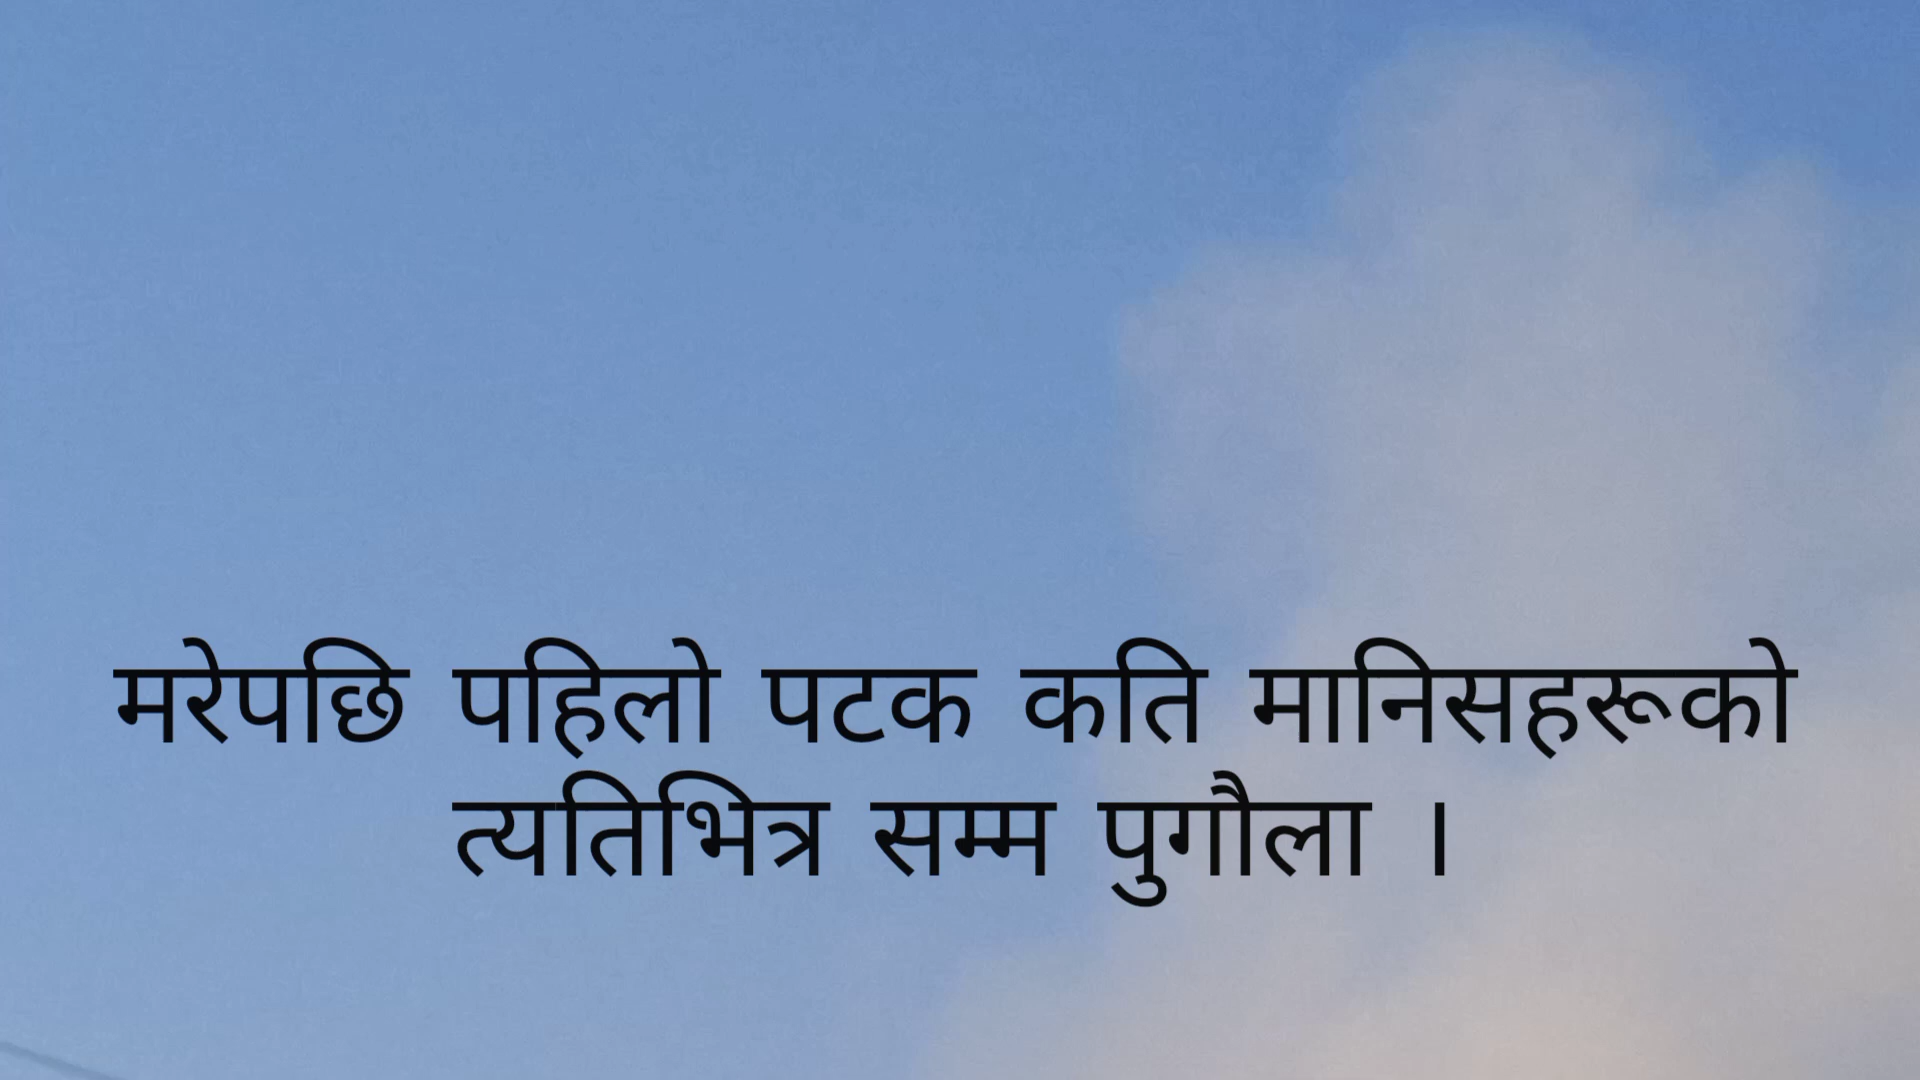 मरेपछि पहिलो पटक कति मानिसहरूको
त्यतिभित्र सम्म पुगौला ।